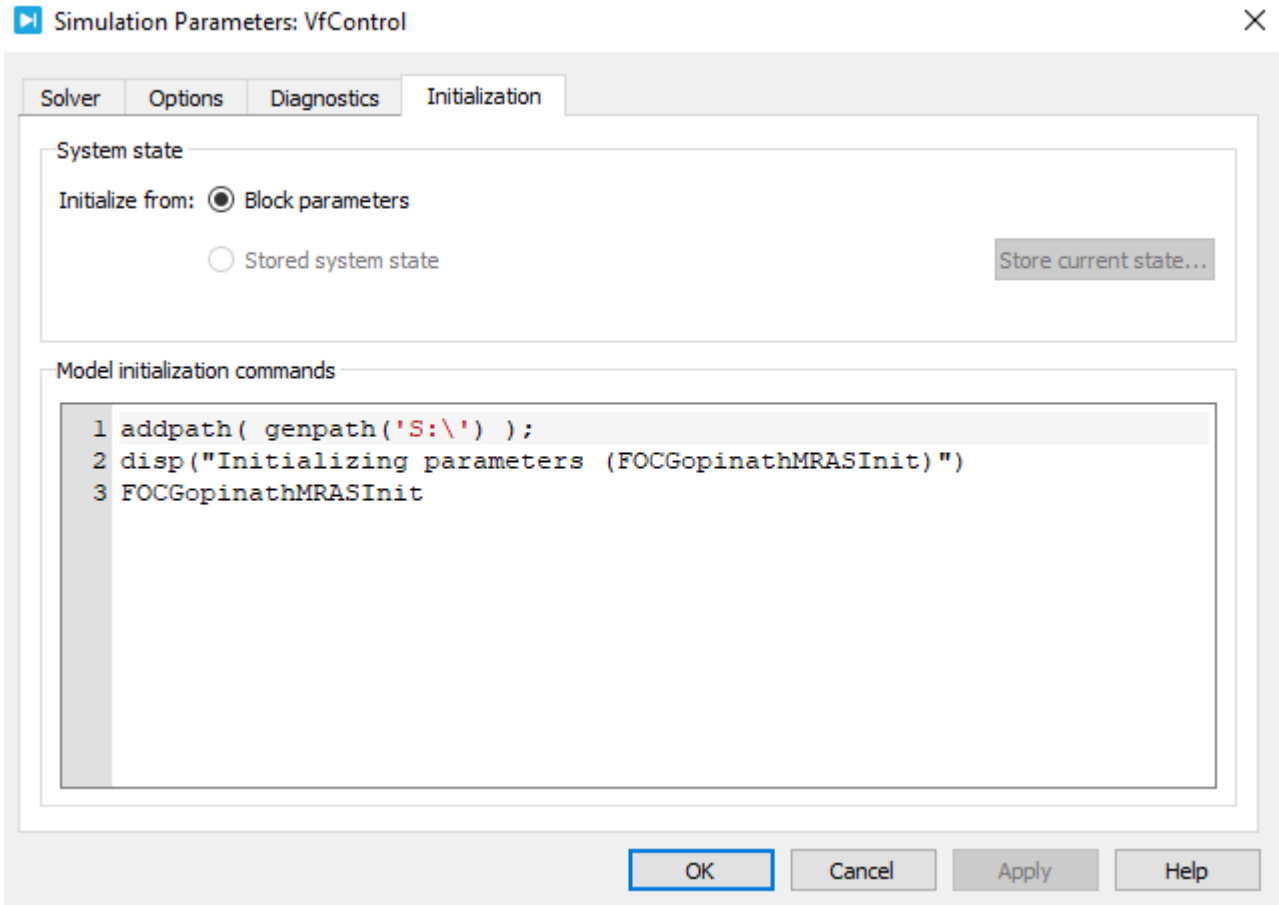 Simulation Parameters: VfControl
Solver Options Diagnostics Initialization
System state
Initialize from: Block parameters
Stored system state Store current state...
Model initialization commands
1 addpath( genpath('S:\') );
2 disp("Initializing parameters (FOCGopinathMRASInit)")
3 FOCGopinathMRASInit
OK Cancel Apply Help